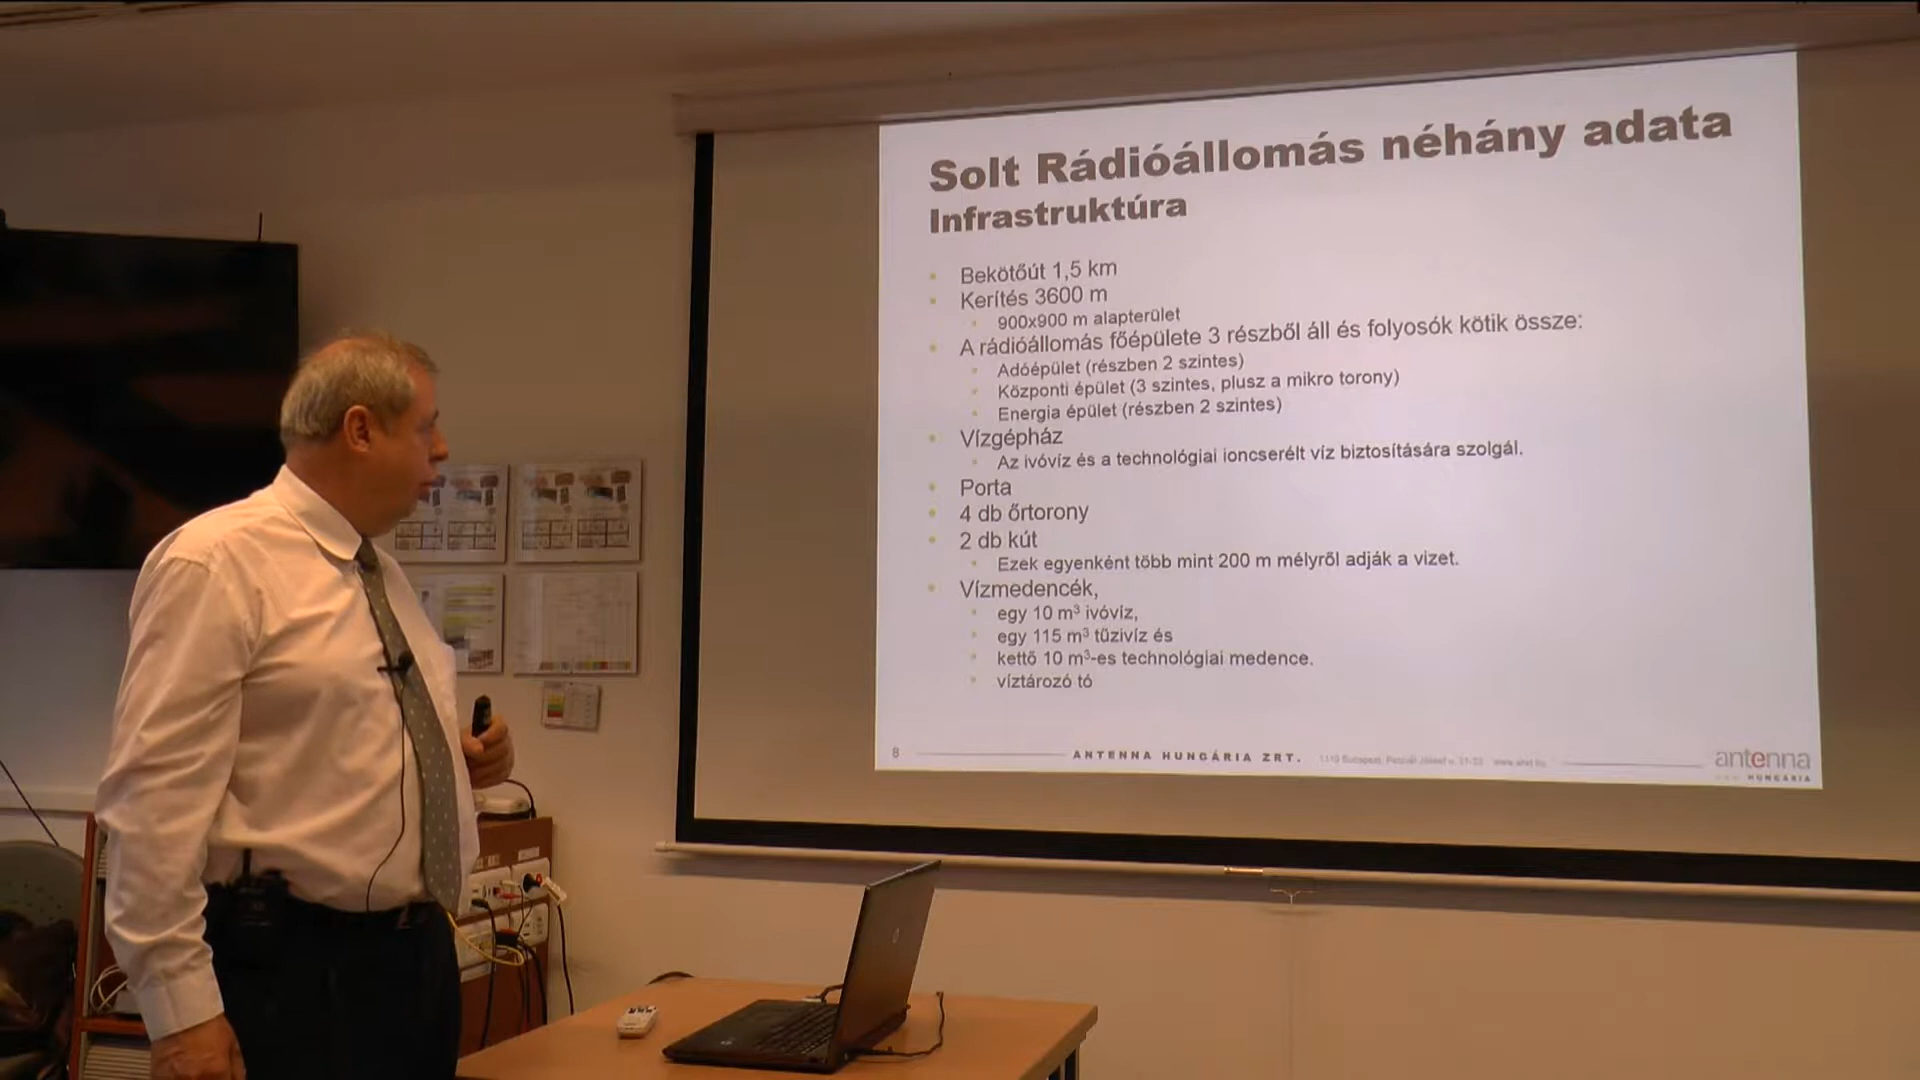 Solt Rádióállomás néhány adata
Infrastruktúra
Bekötőút 1,5 km
Kerítés 3600 m
900x900 m alapterület
A rádióállomás főépülete 3 részből áll és folyosók kötik össze:
Adóépület (részben 2 szintes)
Központi épület (3 szintes, plusz a mikro torony)
Energia épület (részben 2 szintes)
Vízgépház
Az ivóvíz és a technológiai ioncserélt víz biztosítására szolgál.
Porta
4 db őrtorony
2 db kút
Ezek egyenként több mint 200 m mélyről adják a vizet.
Vízmedencék,
egy 10 m³ ivóvíz,
egy 115 m³ tűzivíz és
kettő 10 m³-es technológiai medence.
víztározó tó
8 ANTENNA HUNGÁRIA ZRT.
antenna
HUNGÁRIA